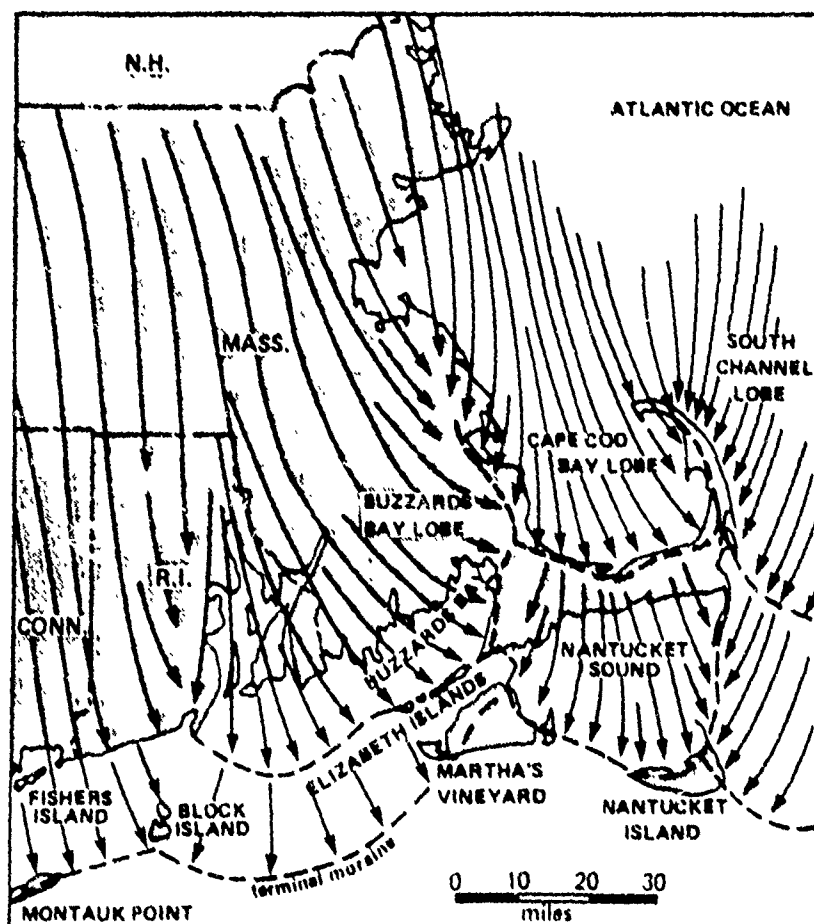 N.H.
ATLANTIC OCEAN
MASS.
SOUTH
CHANNEL
LOBE
CAPE COD
BAY LOBE
BUZZARDS
BAY LOBE
R.I.
CONN.
BUZZARDS
NANTUCKET
SOUND
ELIZABETH ISLANDS
FISHERS
ISLAND
BLOCK
ISLAND
MARTHA'S
VINEYARD
NANTUCKET
ISLAND
terminal moraine
MONTAUK POINT
0 10 20 30
miles